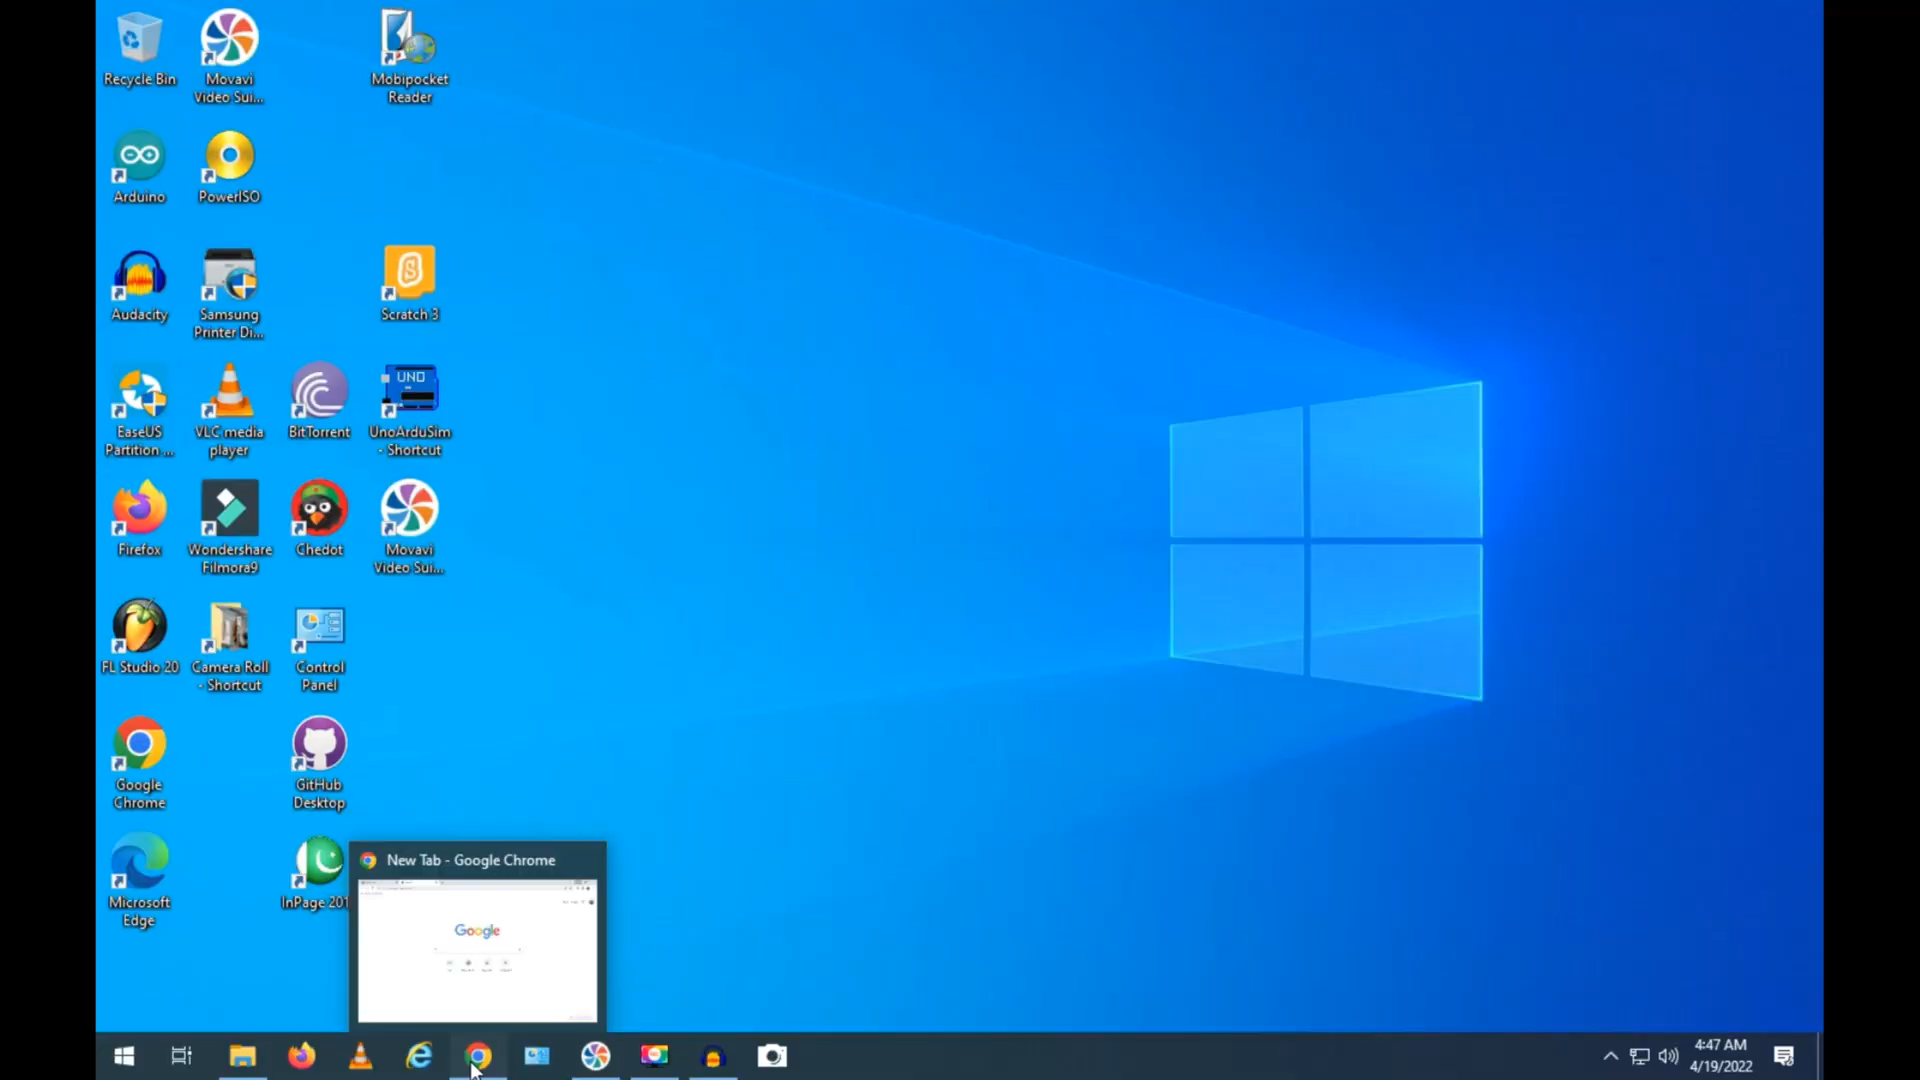 Recycle Bin
Movavi
Video Sui...
Mobipocket
Reader
Arduino
PowerISO
Audacity
Samsung
Printer Di...
Scratch 3
UNO
EaseUS
Partition ...
VLC media
player
BitTorrent
UnoArduSim
- Shortcut
Firefox
Wondershare
Filmora9
Chedot
Movavi
Video Sui...
FL Studio 20
Camera Roll
- Shortcut
Control
Panel
Google
Chrome
GitHub
Desktop
Microsoft
Edge
InPage 201
New Tab - Google Chrome
Google
4:47 AM
4/19/2022